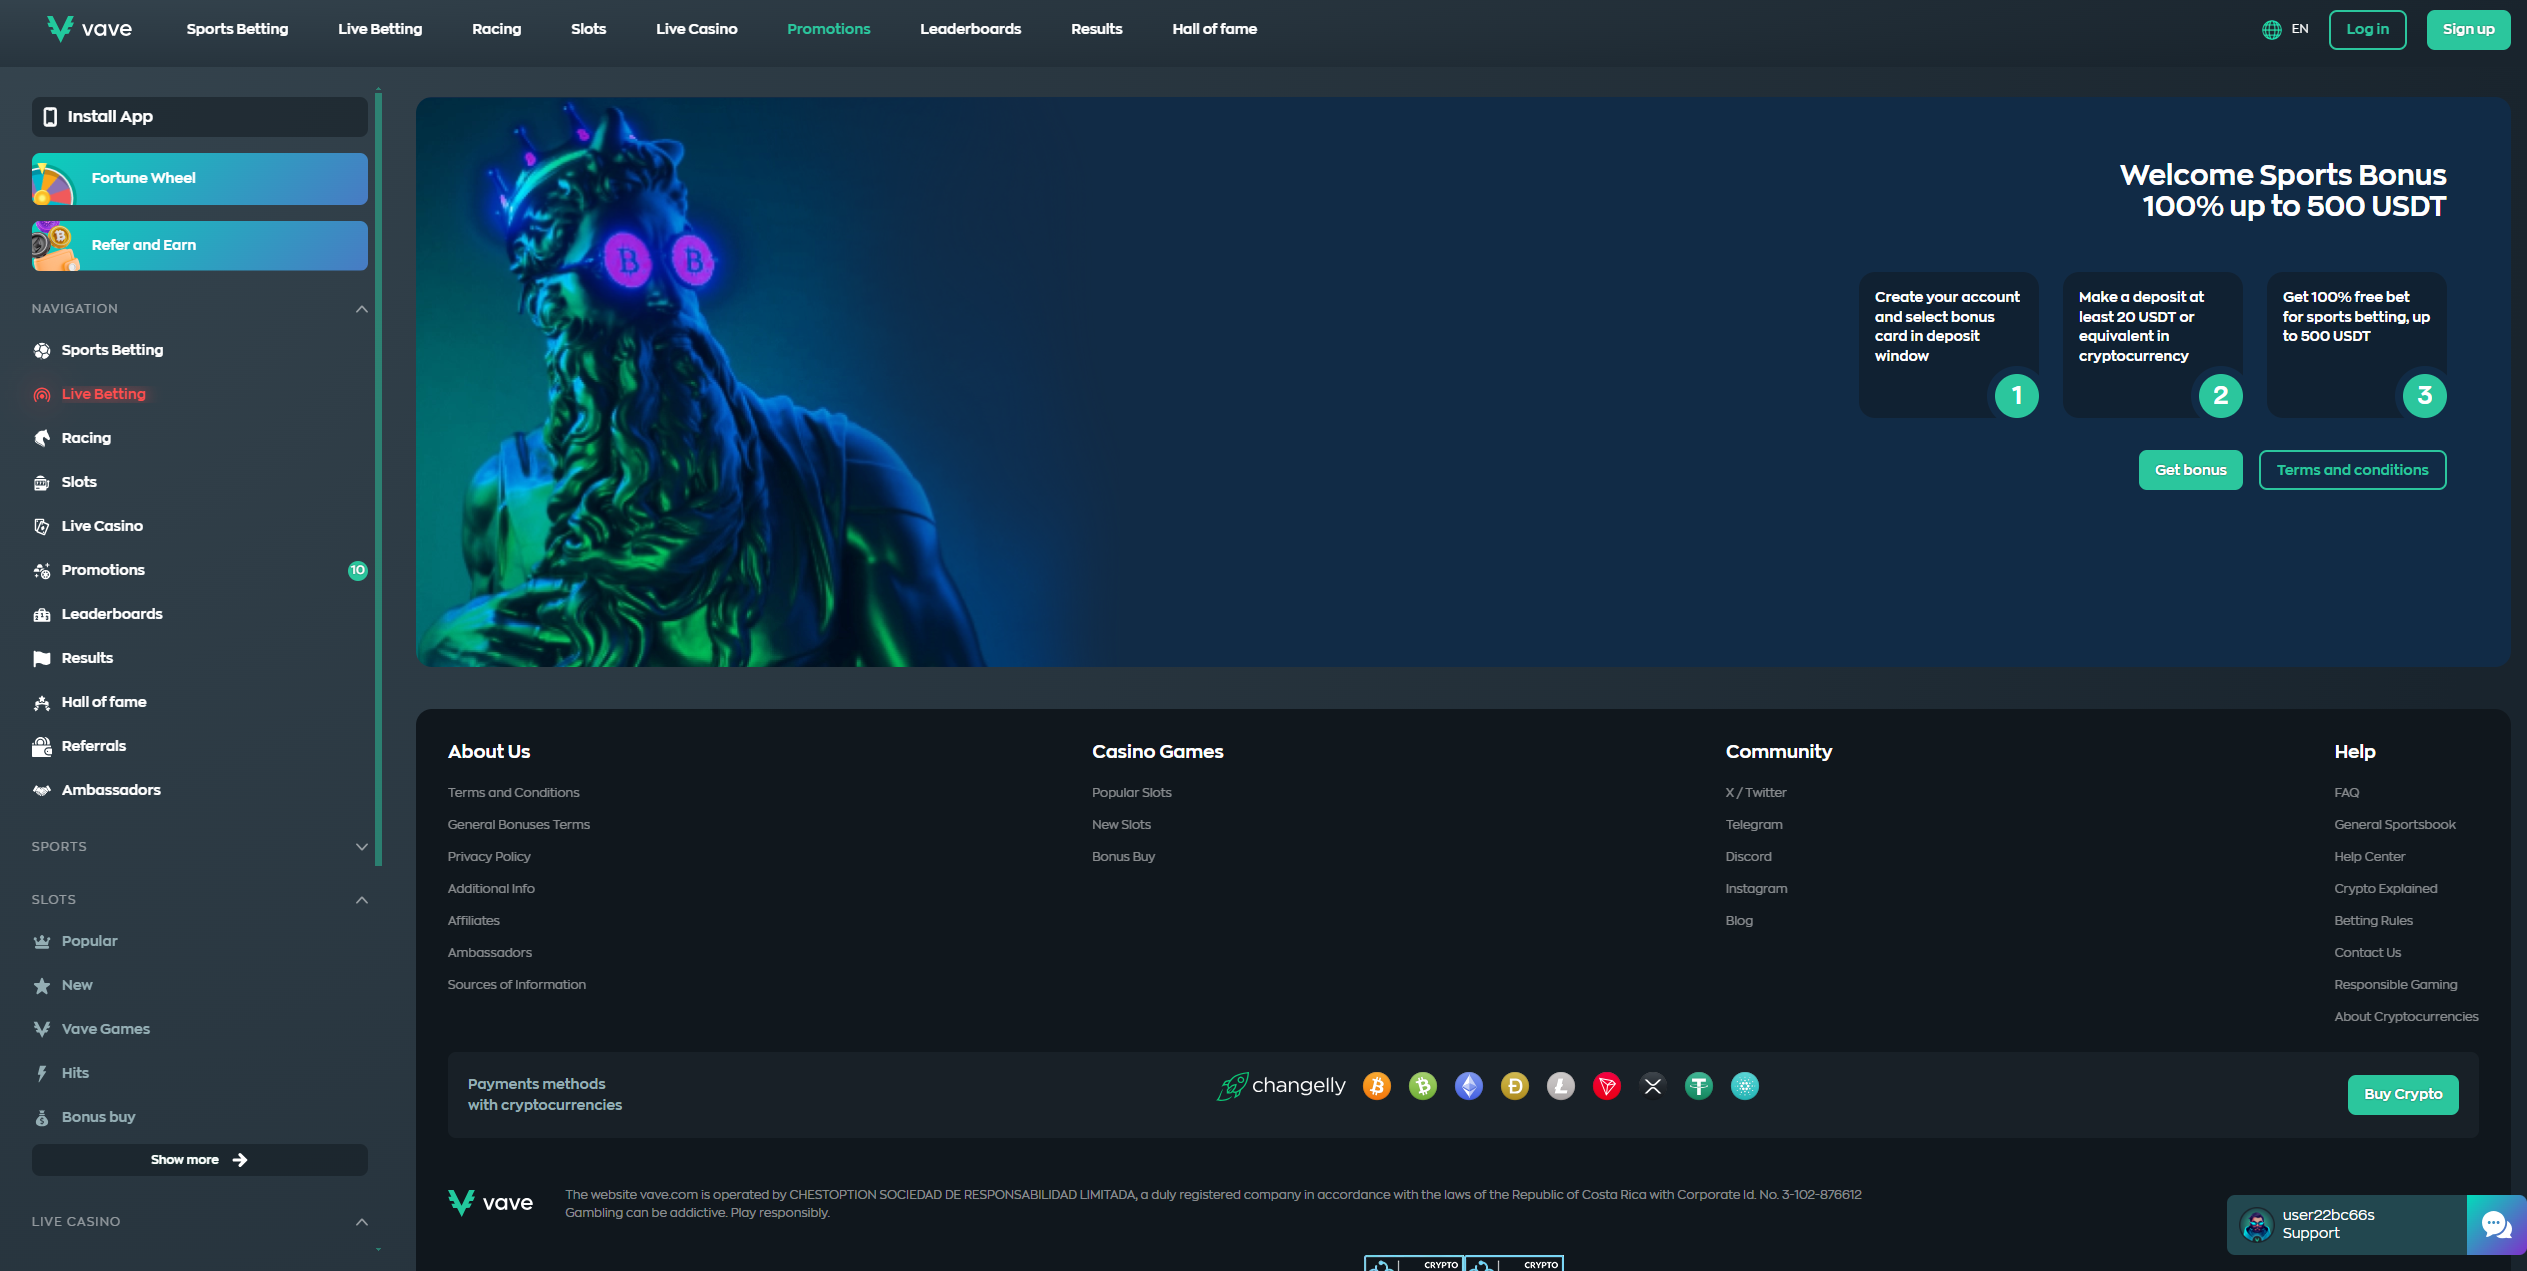 vave
Sports Betting
Live Betting
Racing
Slots
Live Casino
Promotions
Leaderboards
Results
Hall of fame
EN
Log in
Sign up
Install App
Fortune Wheel
Refer and Earn
NAVIGATION
Sports Betting
Live Betting
Racing
Slots
Live Casino
Promotions
10
Leaderboards
Results
Hall of fame
Referrals
Ambassadors
SPORTS
SLOTS
Popular
New
Vave Games
Hits
Bonus buy
Show more
LIVE CASINO
Welcome Sports Bonus
100% up to 500 USDT
Create your account
and select bonus
card in deposit
window
1
Make a deposit at
least 20 USDT or
equivalent in
cryptocurrency
2
Get 100% free bet
for sports betting, up
to 500 USDT
3
Get bonus
Terms and conditions
About Us
Terms and Conditions
General Bonuses Terms
Privacy Policy
Additional Info
Affiliates
Ambassadors
Sources of Information
Casino Games
Popular Slots
New Slots
Bonus Buy
Community
X / Twitter
Telegram
Discord
Instagram
Blog
Help
FAQ
General Sportsbook
Help Center
Crypto Explained
Betting Rules
Contact Us
Responsible Gaming
About Cryptocurrencies
Payments methods
with cryptocurrencies
changelly
Buy Crypto
vave
The website vave.com is operated by CHESTOPTION SOCIEDAD DE RESPONSABILIDAD LIMITADA, a duly registered company in accordance with the laws of the Republic of Costa Rica with Corporate Id. No. 3-102-876612
Gambling can be addictive. Play responsibly.
user22bc66s
Support
CRYPTO
CRYPTO